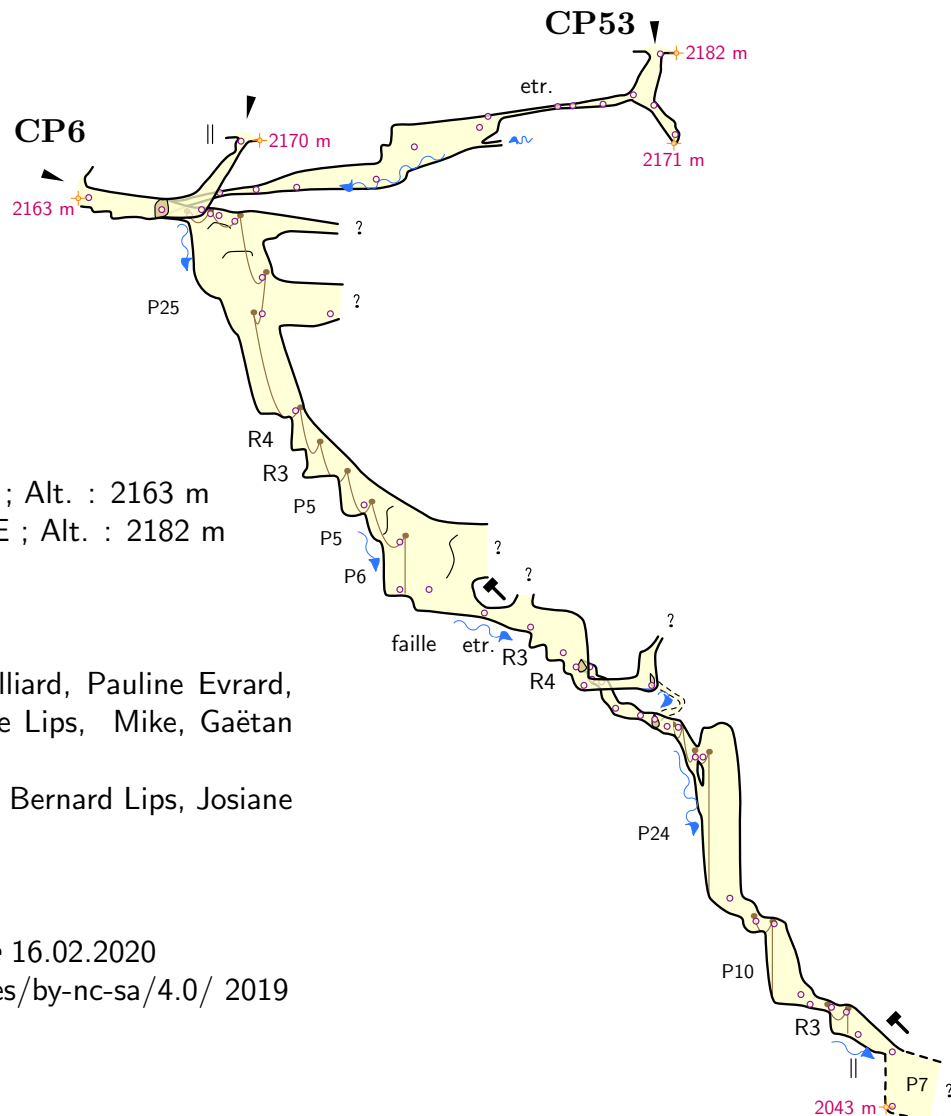 CP53
2182 m
etr.
CP6
2170 m
2171 m
2163 m
?
?
P25
R4
R3
; Alt. : 2163 m
P5
E ; Alt. : 2182 m
P5
?
P6
?
faille etr.
R3
?
R4
lliard, Pauline Evrard,
e Lips, Mike, Gaëtan
Bernard Lips, Josiane
P24
16.02.2020
P10
es/by-nc-sa/4.0/ 2019
R3
P7
?
2043 m